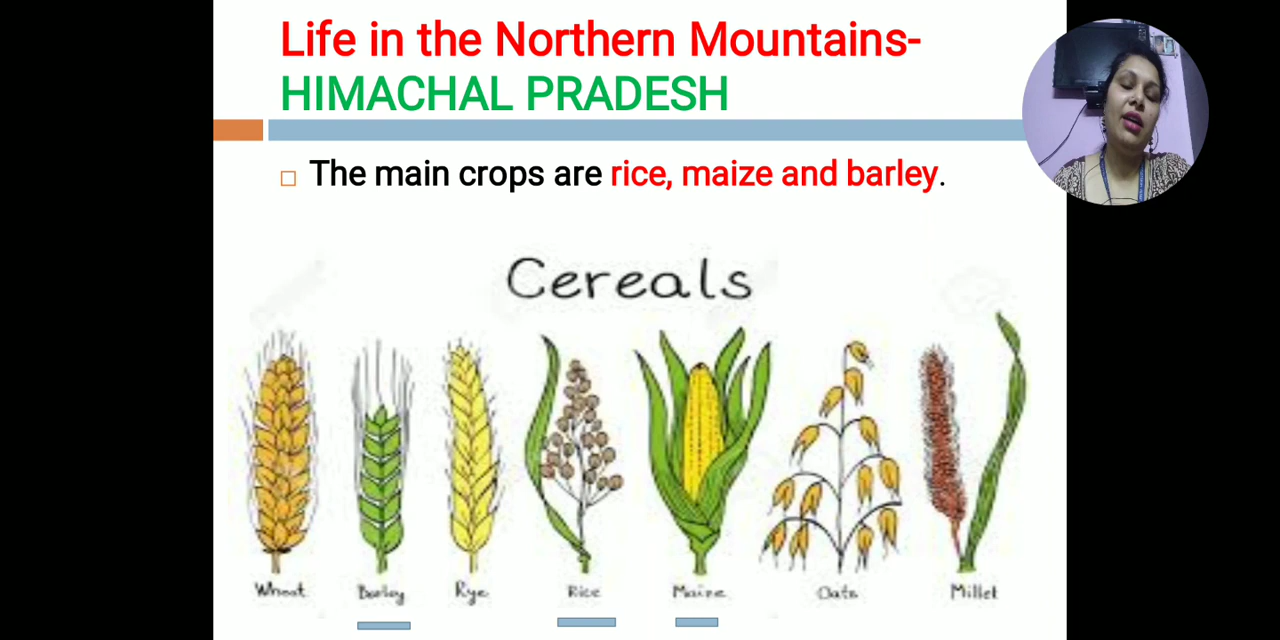 Life in the Northern Mountains-
HIMACHAL PRADESH
The main crops are rice, maize and barley.
Cereals
Wheat Barley Rye Rice Maize Oats Millet